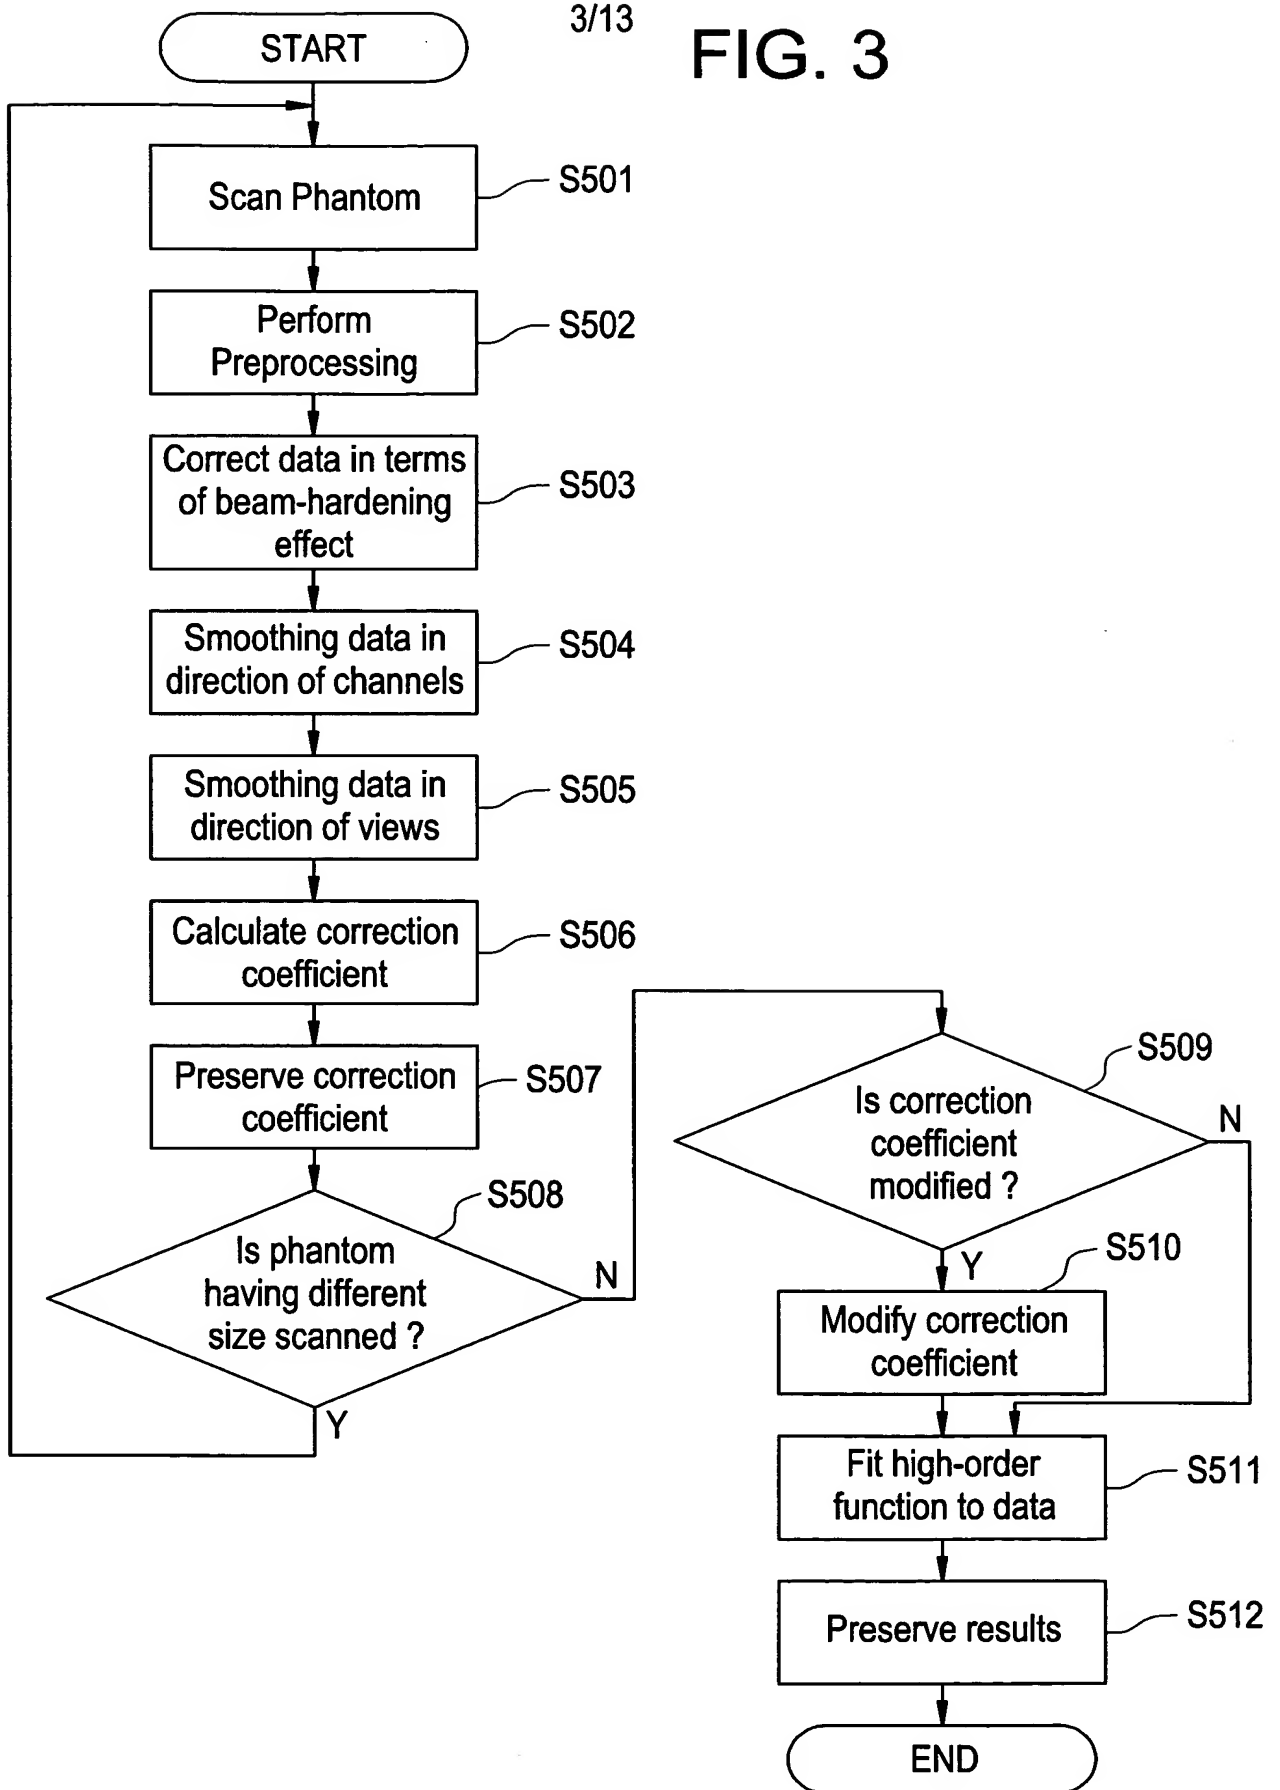 3/13
FIG. 3
START
Scan Phantom
S501
Perform
Preprocessing
S502
Correct data in terms
of beam-hardening
effect
S503
Smoothing data in
direction of channels
S504
Smoothing data in
direction of views
S505
Calculate correction
coefficient
S506
Preserve correction
coefficient
S507
Is phantom
having different
size scanned ?
S508
N
Y
Is correction
coefficient
modified ?
S509
N
Y
Modify correction
coefficient
S510
Fit high-order
function to data
S511
Preserve results
S512
END